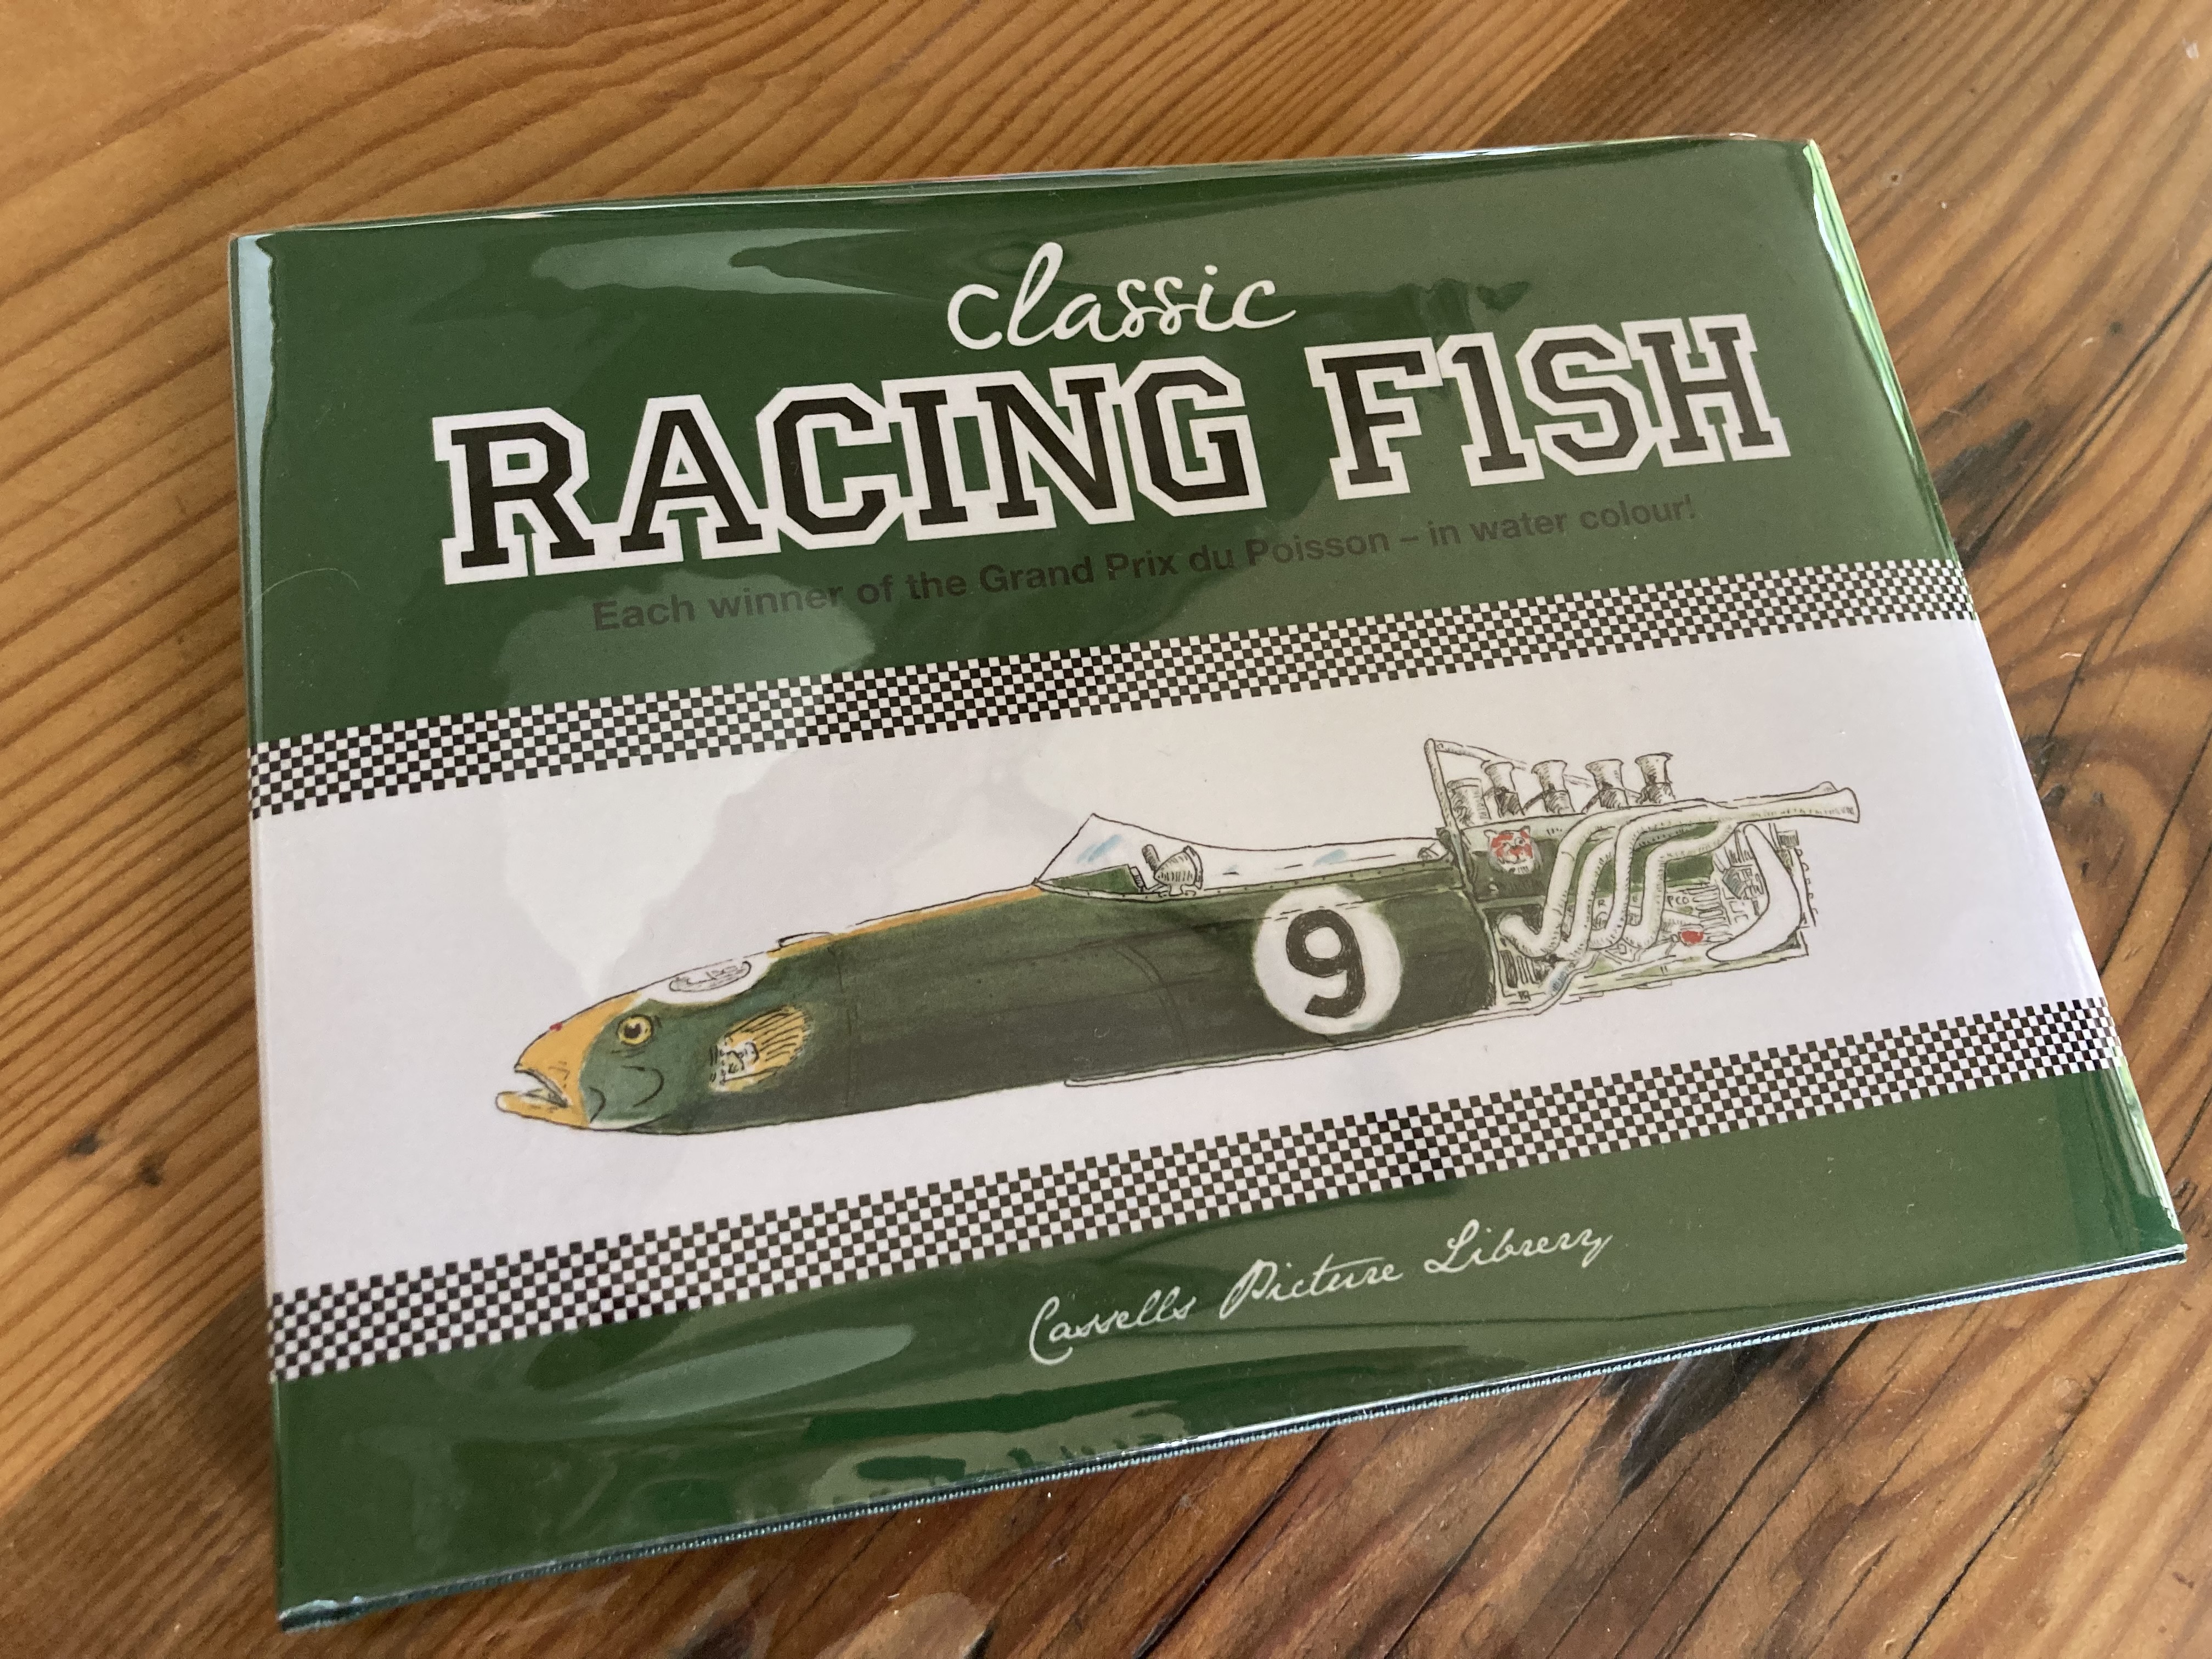 classic
RACING F1SH
Each winner of the Grand Prix du Poisson – in water colour!
9
Cassells Picture Library